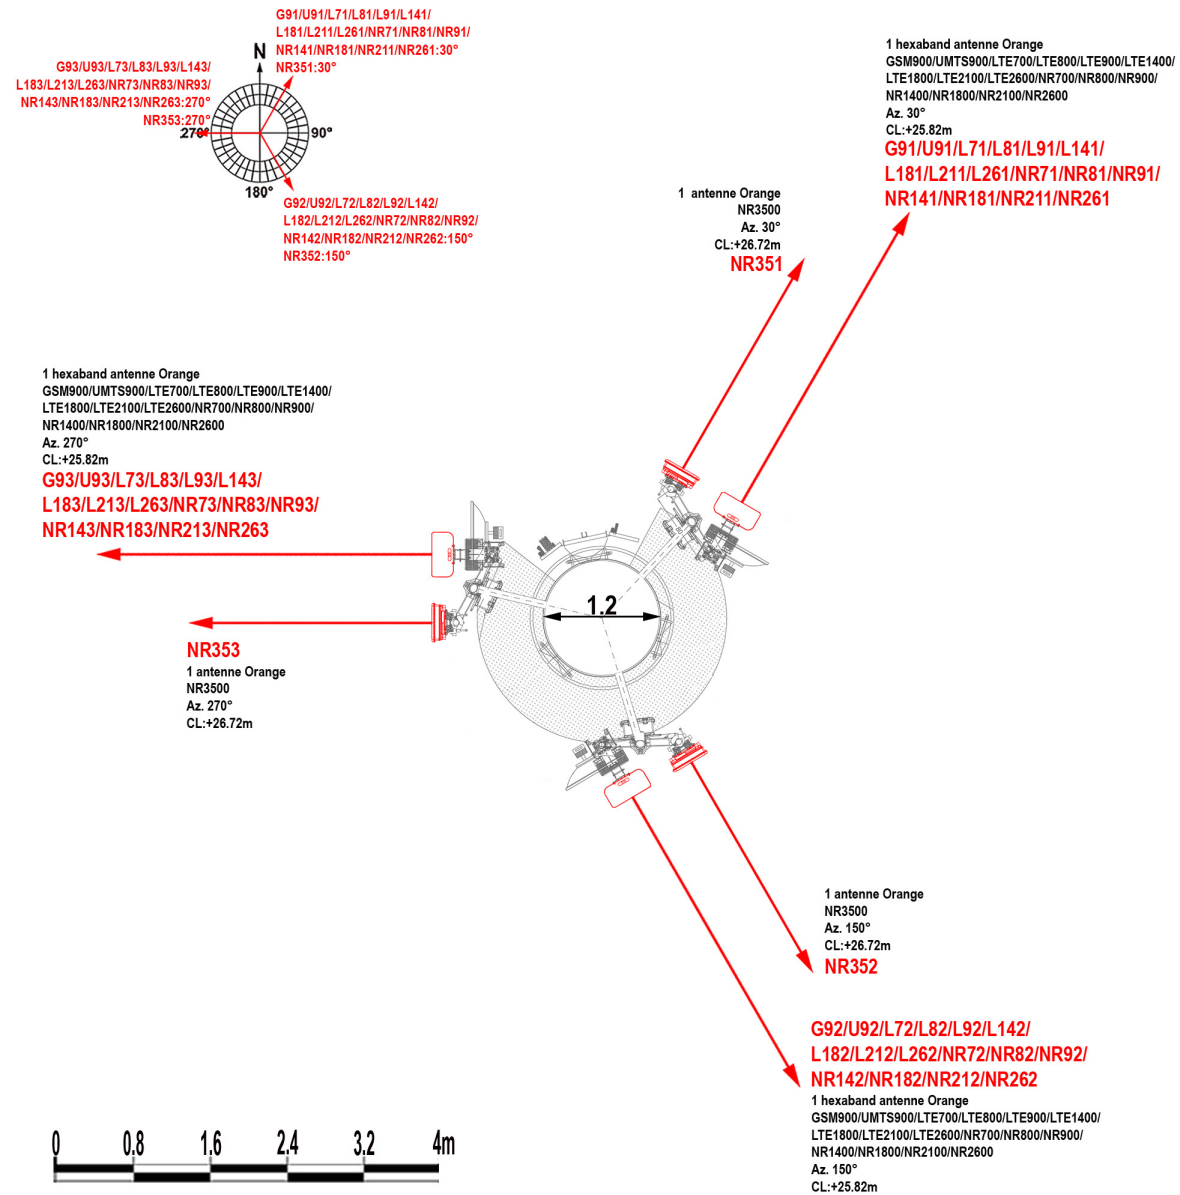 G91/U91/L71/L81/L91/L141/
L181/L211/L261/NR71/NR81/NR91/
NR141/NR181/NR211/NR261:30°
NR351:30°
N
G93/U93/L73/L83/L93/L143/
L183/L213/L263/NR73/NR83/NR93/
NR143/NR183/NR213/NR263:270°
NR353:270°
270°
90°
180°
G92/U92/L72/L82/L92/L142/
L182/L212/L262/NR72/NR82/NR92/
NR142/NR182/NR212/NR262:150°
NR352:150°
1 hexaband antenne Orange
GSM900/UMTS900/LTE700/LTE800/LTE900/LTE1400/
LTE1800/LTE2100/LTE2600/NR700/NR800/NR900/
NR1400/NR1800/NR2100/NR2600
Az. 30°
CL:+25.82m
G91/U91/L71/L81/L91/L141/
L181/L211/L261/NR71/NR81/NR91/
NR141/NR181/NR211/NR261
1 antenne Orange
NR3500
Az. 30°
CL:+26.72m
NR351
1 hexaband antenne Orange
GSM900/UMTS900/LTE700/LTE800/LTE900/LTE1400/
LTE1800/LTE2100/LTE2600/NR700/NR800/NR900/
NR1400/NR1800/NR2100/NR2600
Az. 270°
CL:+25.82m
G93/U93/L73/L83/L93/L143/
L183/L213/L263/NR73/NR83/NR93/
NR143/NR183/NR213/NR263
1.2
NR353
1 antenne Orange
NR3500
Az. 270°
CL:+26.72m
1 antenne Orange
NR3500
Az. 150°
CL:+26.72m
NR352
G92/U92/L72/L82/L92/L142/
L182/L212/L262/NR72/NR82/NR92/
NR142/NR182/NR212/NR262
1 hexaband antenne Orange
GSM900/UMTS900/LTE700/LTE800/LTE900/LTE1400/
LTE1800/LTE2100/LTE2600/NR700/NR800/NR900/
NR1400/NR1800/NR2100/NR2600
Az. 150°
CL:+25.82m
0 0.8 1.6 2.4 3.2 4m